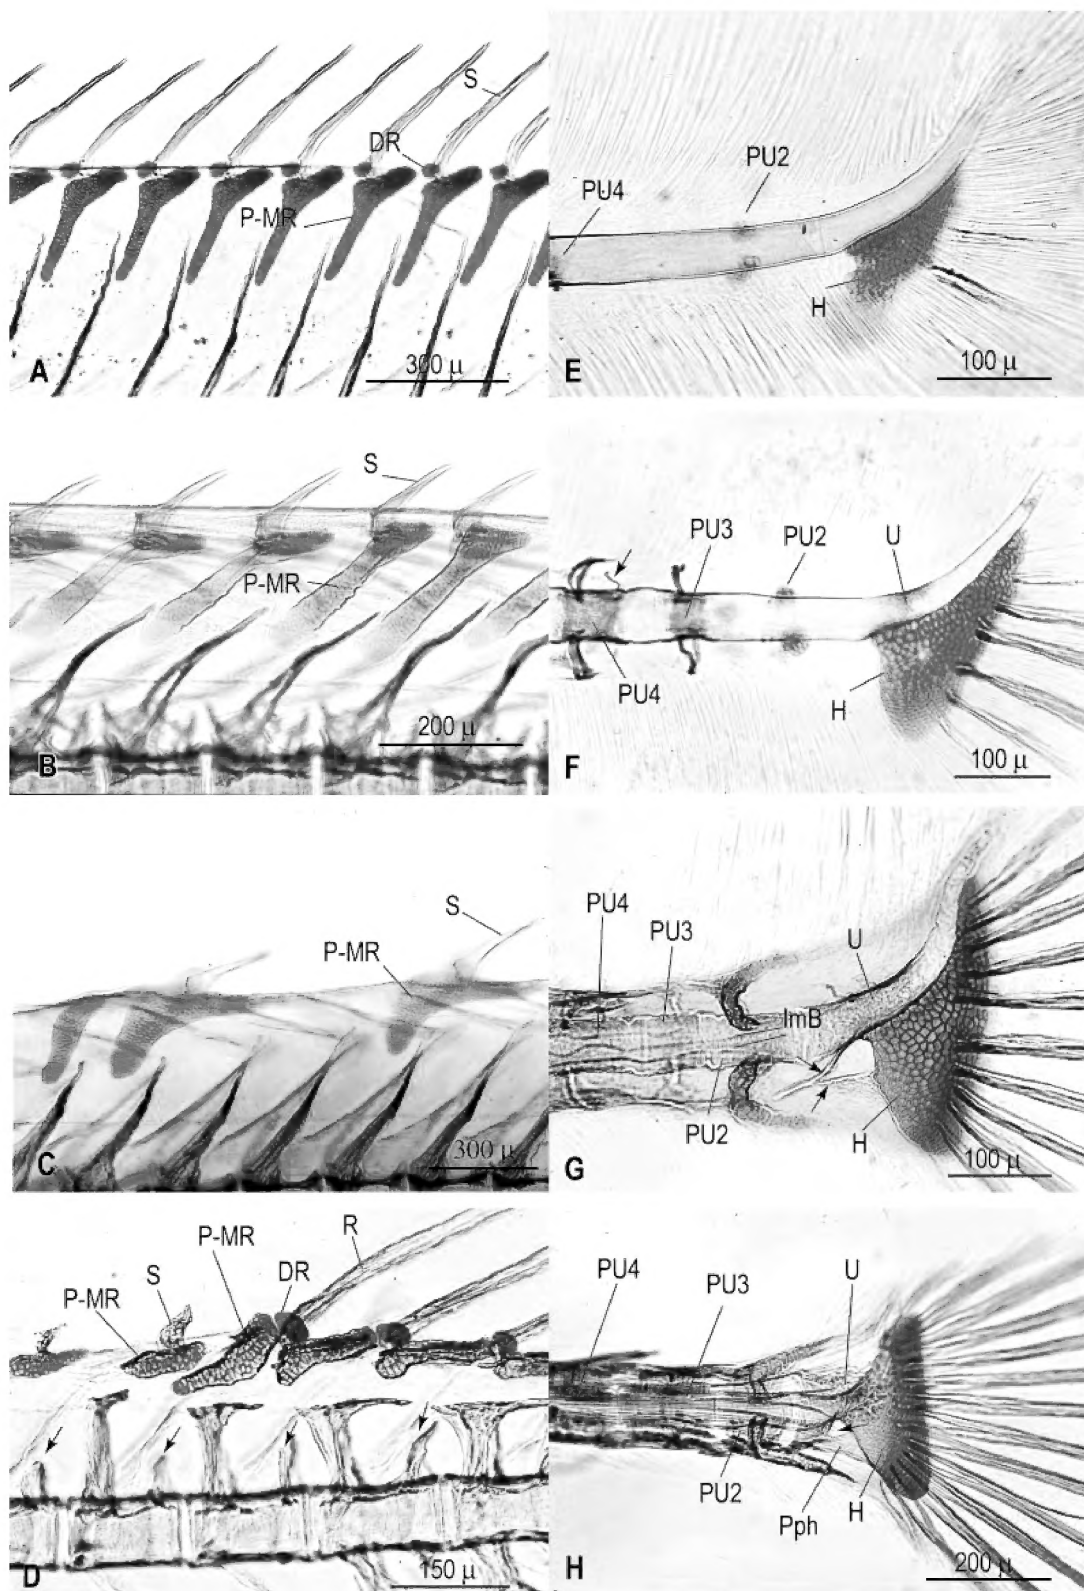 S
DR
P-MR
300 µ
A
S
P-MR
200 µ
B
S
P-MR
300 µ
C
P-MR
R
S
DR
P-MR
150 µ
D
PU2
PU4
H
100 µ
E
PU3
PU2
U
PU4
H
100 µ
F
PU4
PU3
U
ImB
PU2
H
100 µ
G
PU4
PU3
U
PU2
Pph
H
200 µ
H